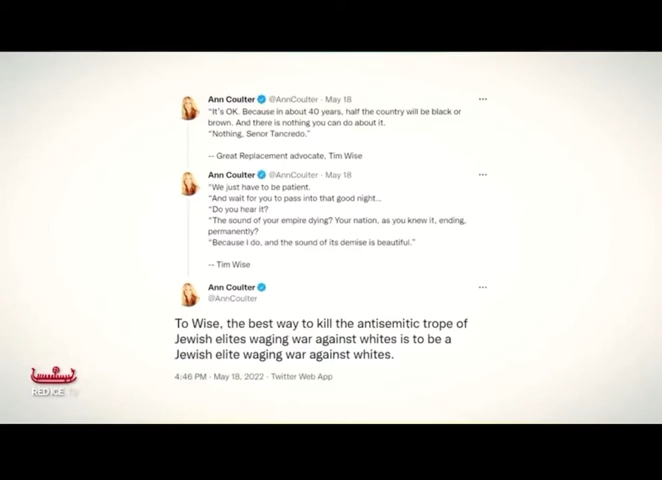 Ann Coulter @AnnCoulter · May 18
"It's OK. Because in about 40 years, half the country will be black or
brown. And there is nothing you can do about it.
"Nothing, Senor Tancredo."
-- Great Replacement advocate, Tim Wise
Ann Coulter @AnnCoulter · May 18
"We just have to be patient.
"And wait for you to pass into that good night...
"Do you hear it?
"The sound of your empire dying? Your nation, as you knew it, ending,
permanently?
"Because I do, and the sound of its demise is beautiful."
-- Tim Wise
Ann Coulter
@AnnCoulter
To Wise, the best way to kill the antisemitic trope of
Jewish elites waging war against whites is to be a
Jewish elite waging war against whites.
4:46 PM · May 18, 2022 · Twitter Web App
RED ICE TV